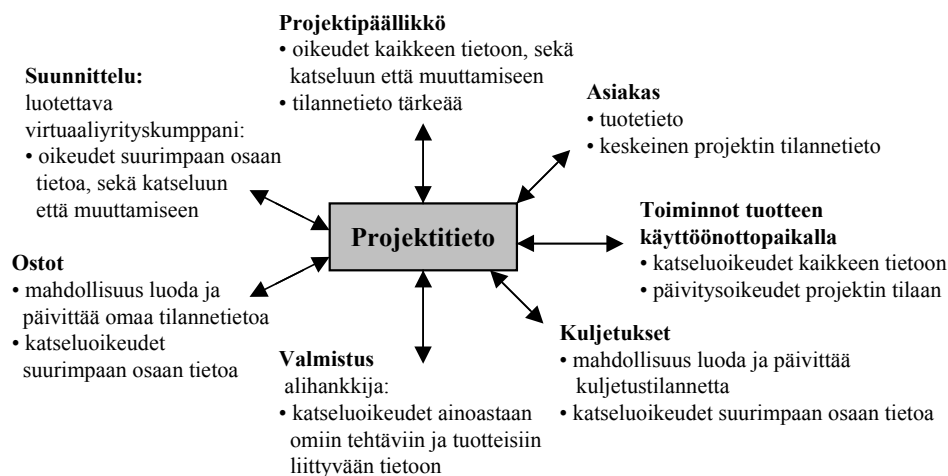 Projektipäällikkö
• oikeudet kaikkeen tietoon, sekä
katseluun että muuttamiseen
• tilannetieto tärkeää
Suunnittelu:
luotettava
virtuaaliyrityskumppani:
• oikeudet suurimpaan osaan
tietoa, sekä katseluun
että muuttamiseen
Asiakas
• tuotetieto
• keskeinen projektin tilannetieto
Projektitieto
Toiminnot tuotteen
käyttöönottopaikalla
• katseluoikeudet kaikkeen tietoon
• päivitysoikeudet projektin tilaan
Ostot
• mahdollisuus luoda ja
päivittää omaa tilannetietoa
• katseluoikeudet
suurimpaan osaan tietoa
Valmistus
alihankkija:
• katseluoikeudet ainoastaan
omiin tehtäviin ja tuotteisiin
liittyvään tietoon
Kuljetukset
• mahdollisuus luoda ja päivittää
kuljetustilannetta
• katseluoikeudet suurimpaan osaan tietoa